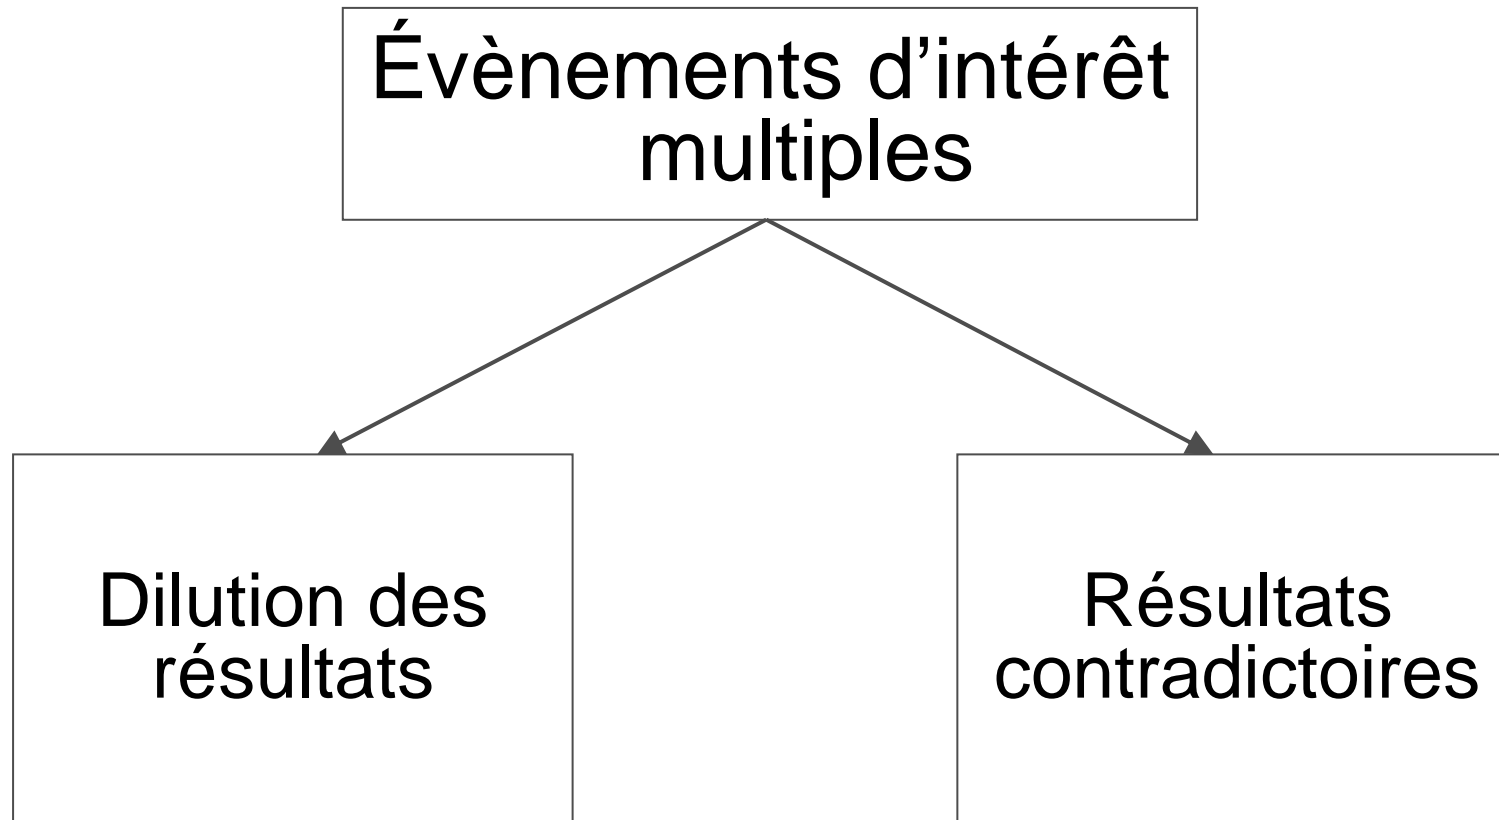 Évènements d’intérêt
multiples
Dilution des
résultats
Résultats
contradictoires